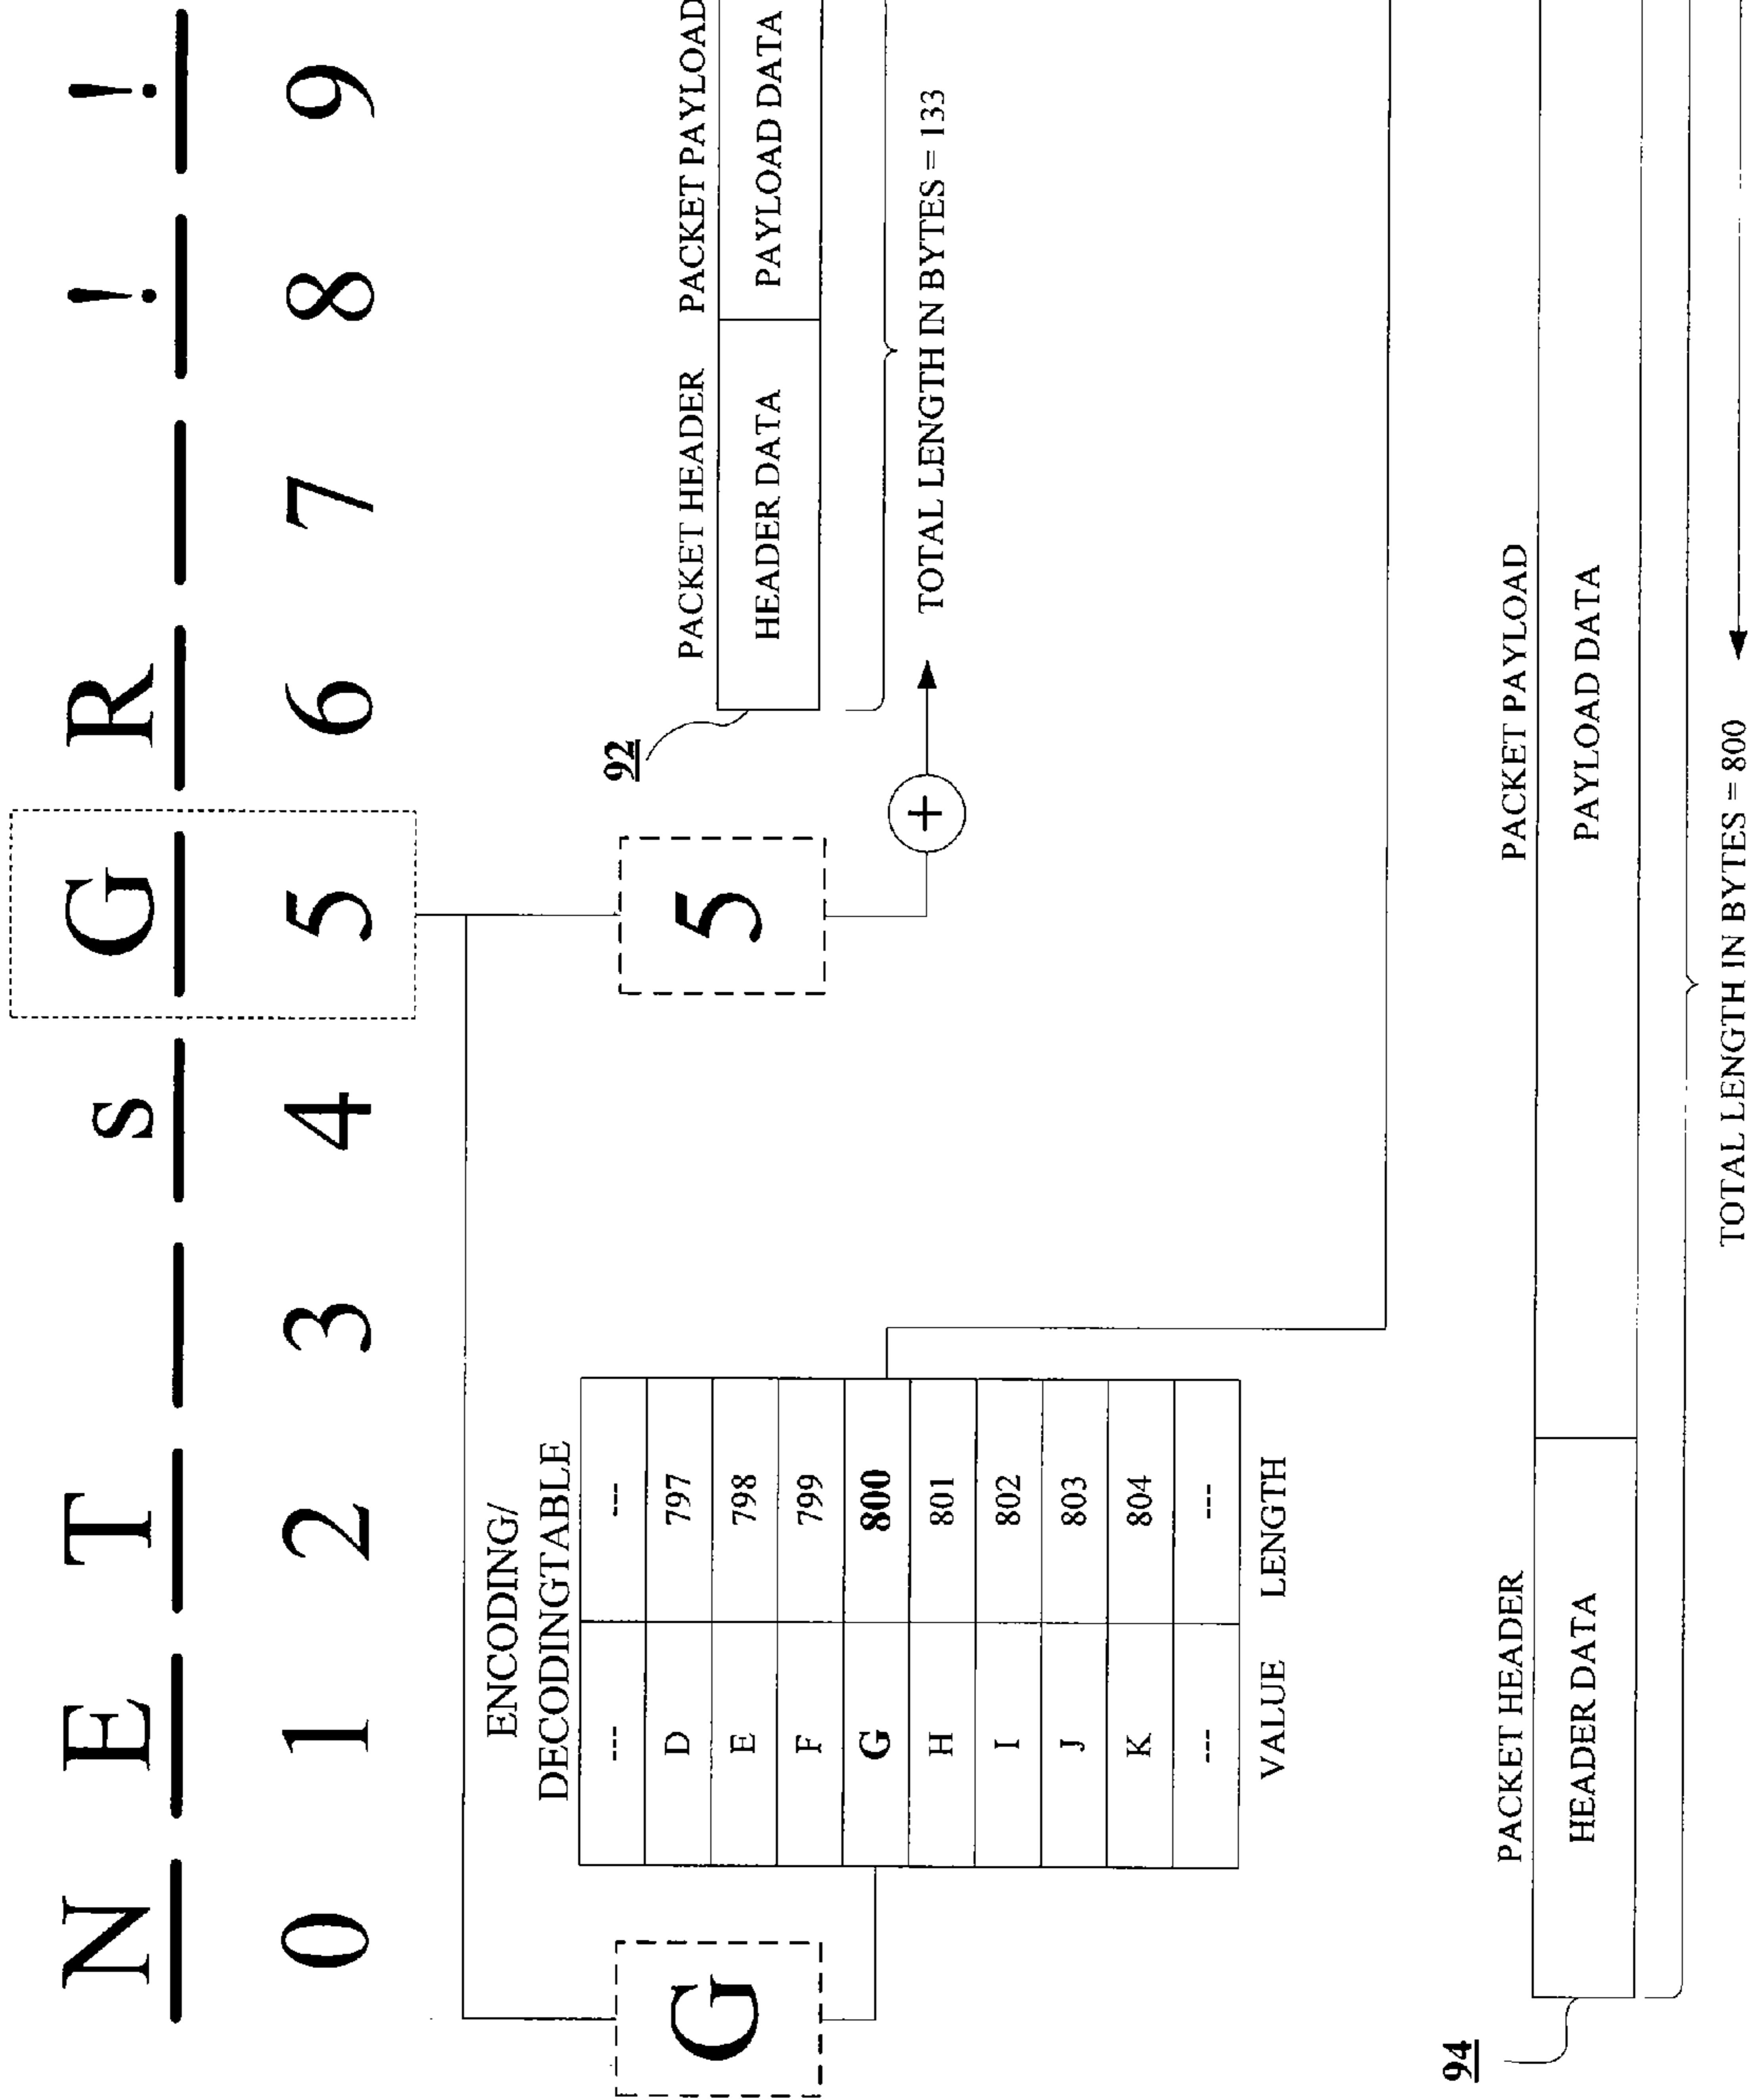 N E T s G R ! !
0 1 2 3 4 5 6 7 8 9
ENCODING/
DECODINGTABLE
G
--- ---
D 797
E 798
F 799
G 800
H 801
I 802
J 803
K 804
--- ---
VALUE LENGTH
5
92
PACKET HEADER PACKET PAYLOAD
HEADER DATA PAYLOAD DATA
+
TOTAL LENGTH IN BYTES = 133
94
PACKET HEADER PACKET PAYLOAD
HEADER DATA PAYLOAD DATA
TOTAL LENGTH IN BYTES = 800